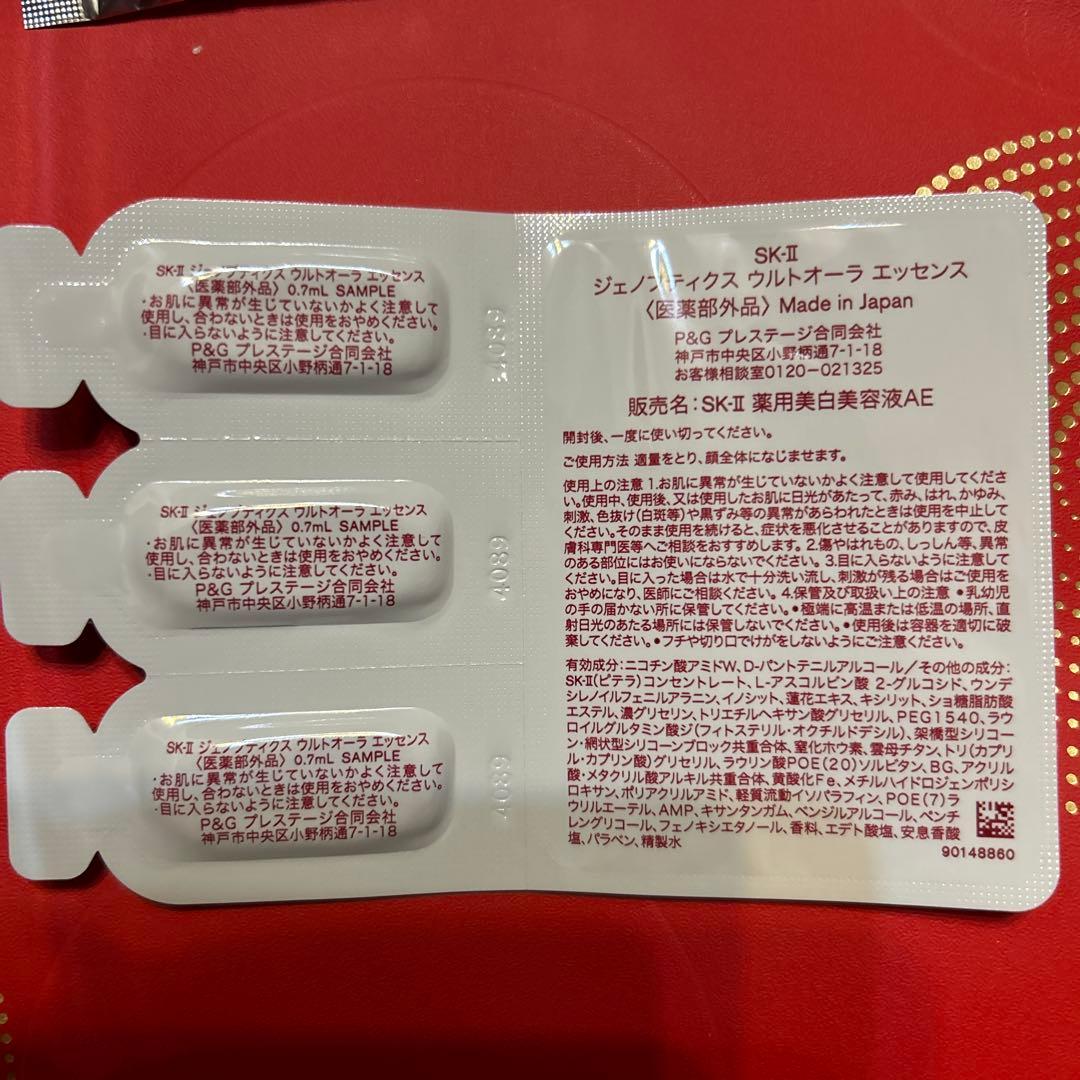 SK-Ⅱ ジェノプティクス ウルトオーラ エッセンス
〈医薬部外品〉 0.7mL SAMPLE
・お肌に異常が生じていないかよく注意して
使用し、合わないときは使用をおやめください。
・目に入らないように注意してください。
P&G プレステージ合同会社
神戸市中央区小野柄通7-1-18
4089
SK-Ⅱ ジェノプティクス ウルトオーラ エッセンス
〈医薬部外品〉 0.7mL SAMPLE
・お肌に異常が生じていないかよく注意して
使用し、合わないときは使用をおやめください。
・目に入らないように注意してください。
P&G プレステージ合同会社
神戸市中央区小野柄通7-1-18
4089
SK-Ⅱ ジェノプティクス ウルトオーラ エッセンス
〈医薬部外品〉 0.7mL SAMPLE
・お肌に異常が生じていないかよく注意して
使用し、合わないときは使用をおやめください。
・目に入らないように注意してください。
P&G プレステージ合同会社
神戸市中央区小野柄通7-1-18
4089
SK-Ⅱ
ジェノプティクス ウルトオーラ エッセンス
〈医薬部外品〉 Made in Japan
P&G プレステージ合同会社
神戸市中央区小野柄通7-1-18
お客様相談室0120-021325
販売名：SK-Ⅱ 薬用美白美容液AE
開封後、一度に使い切ってください。
ご使用方法 適量をとり、顔全体になじませます。
使用上の注意 1.お肌に異常が生じていないかよく注意して使用してくださ
い。使用中、使用後、又は使用したお肌に日光があたって、赤み、はれ、かゆみ、
刺激、色抜け(白斑等)や黒ずみ等の異常があらわれたときは使用を中止して
ください。そのまま使用を続けると、症状を悪化させることがありますので、皮
膚科専門医等へご相談をおすすめします。2.傷やはれもの、しっしん等、異常
のある部位にはお使いにならないでください。3.目に入らないように注意して
ください。目に入った場合は水で十分洗い流し、刺激が残る場合はご使用を
おやめになり、医師にご相談ください。4.保管及び取扱い上の注意 ●乳幼児
の手の届かない所に保管してください。●極端に高温または低温の場所、直
射日光のあたる場所には保管しないでください。●使用後は容器を適切に破
棄してください。●フチや切り口でけがをしないようにご注意ください。
有効成分：ニコチン酸アミドW、D-パントテニルアルコール／その他の成分：
SK-Ⅱ(ピテラ)コンセントレート、L-アスコルビン酸 2-グルコシド、ウンデ
シレノイルフェニルアラニン、イノシット、蓮花エキス、キシリット、ショ糖脂肪酸
エステル、濃グリセリン、トリエチルヘキサン酸グリセリル、PEG1540、ラウ
ロイルグルタミン酸ジ(フィトステリル・オクチルドデシル)、架橋型シリコー
ン・網状型シリコーンブロック共重合体、窒化ホウ素、雲母チタン、トリ(カプリ
ル・カプリン酸)グリセリル、ラウリン酸POE(20)ソルビタン、BG、アクリル
酸・メタクリル酸アルキル共重合体、黄酸化Fe、メチルハイドロジェンポリシ
ロキサン、ポリアクリルアミド、軽質流動イソパラフィン、POE(7)ラ
ウリルエーテル、AMP、キサンタンガム、ベンジルアルコール、ペンチ
レングリコール、フェノキシエタノール、香料、エデト酸塩、安息香酸
塩、パラベン、精製水
90148860